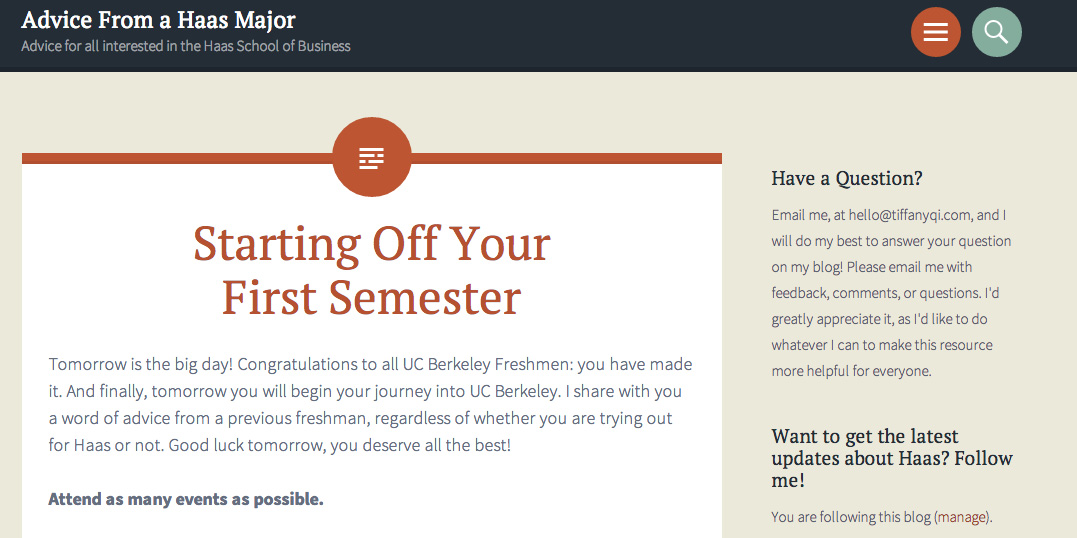 Advice From a Haas Major
Advice for all interested in the Haas School of Business
Starting Off Your
First Semester
Tomorrow is the big day! Congratulations to all UC Berkeley Freshmen: you have made
it. And finally, tomorrow you will begin your journey into UC Berkeley. I share with you
a word of advice from a previous freshman, regardless of whether you are trying out
for Haas or not. Good luck tomorrow, you deserve all the best!
Attend as many events as possible.
Have a Question?
Email me, at hello@tiffanyqi.com, and I
will do my best to answer your question
on my blog! Please email me with
feedback, comments, or questions. I'd
greatly appreciate it, as I'd like to do
whatever I can to make this resource
more helpful for everyone.
Want to get the latest
updates about Haas? Follow
me!
You are following this blog (manage).